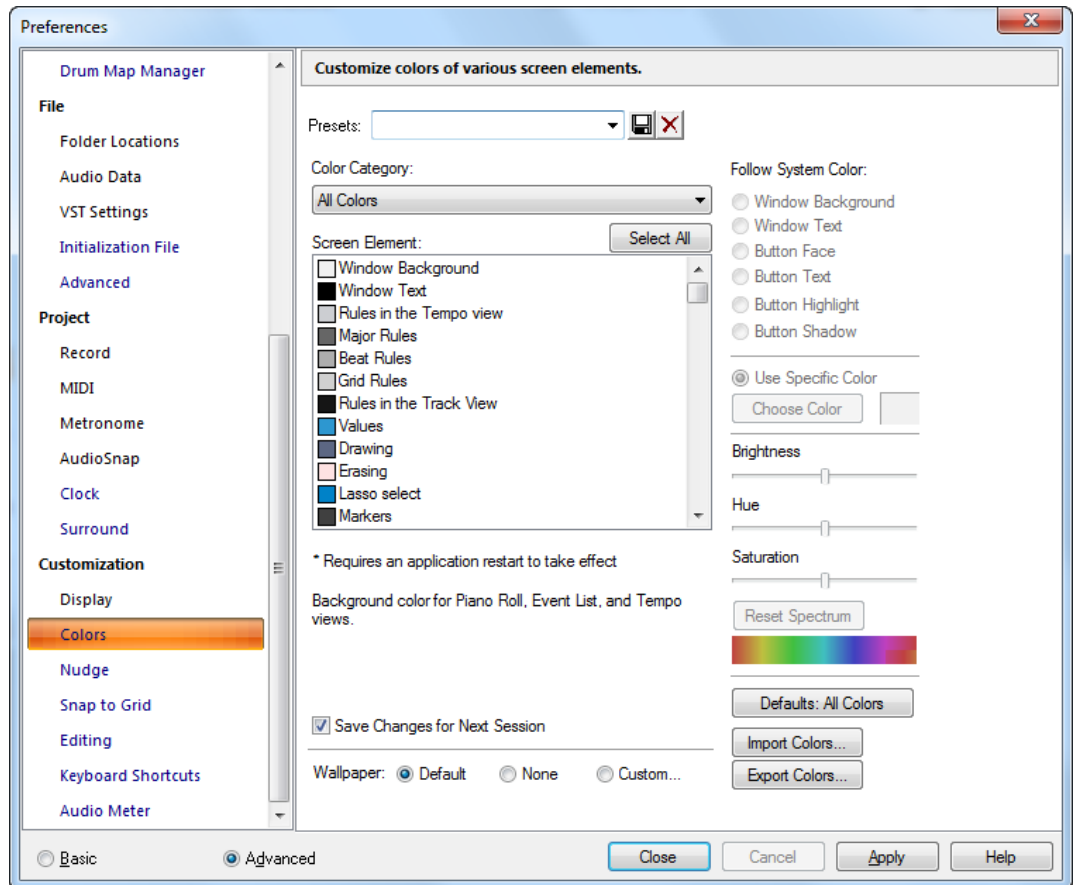 Preferences
Drum Map Manager
File
Folder Locations
Audio Data
VST Settings
Initialization File
Advanced
Project
Record
MIDI
Metronome
AudioSnap
Clock
Surround
Customization
Display
Colors
Nudge
Snap to Grid
Editing
Keyboard Shortcuts
Audio Meter
Customize colors of various screen elements.
Presets:
Color Category:
All Colors
Screen Element:
Select All
Window Background
Window Text
Rules in the Tempo view
Major Rules
Beat Rules
Grid Rules
Rules in the Track View
Values
Drawing
Erasing
Lasso select
Markers
* Requires an application restart to take effect
Background color for Piano Roll, Event List, and Tempo
views.
Save Changes for Next Session
Wallpaper: Default None Custom...
Follow System Color:
Window Background
Window Text
Button Face
Button Text
Button Highlight
Button Shadow
Use Specific Color
Choose Color
Brightness
Hue
Saturation
Reset Spectrum
Defaults: All Colors
Import Colors...
Export Colors...
Basic Advanced Close Cancel Apply Help